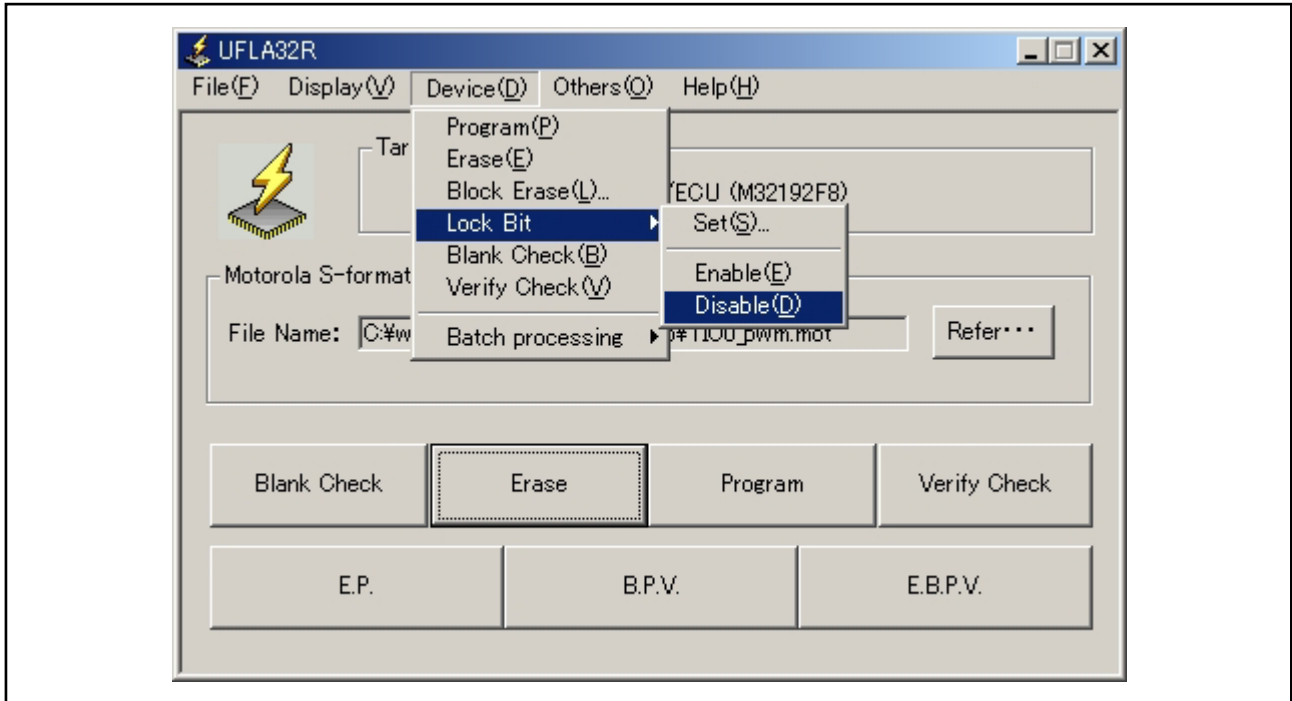 UFLA32R
File(F) Display(V) Device(D) Others(O) Help(H)
Program(P)
Erase(E)
Block Erase(L)...
Lock Bit
Blank Check(B)
Verify Check(V)
Batch processing
Set(S)...
Enable(E)
Disable(D)
Tar
/ECU (M32192F8)
Motorola S-format
File Name: C:¥w ¥TIOU_pwm.mot Refer･･･
Blank Check Erase Program Verify Check
E.P. B.P.V. E.B.P.V.